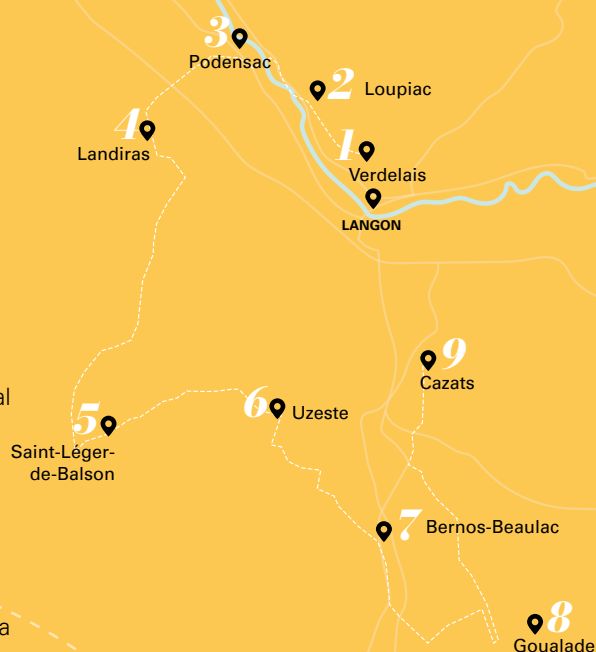 3
Podensac
2 Loupiac
4
Landiras
1
Verdelais
LANGON
9
Cazats
al
6 Uzeste
5
Saint-Léger-
de-Balson
7 Bernos-Beaulac
8
Goualade
a